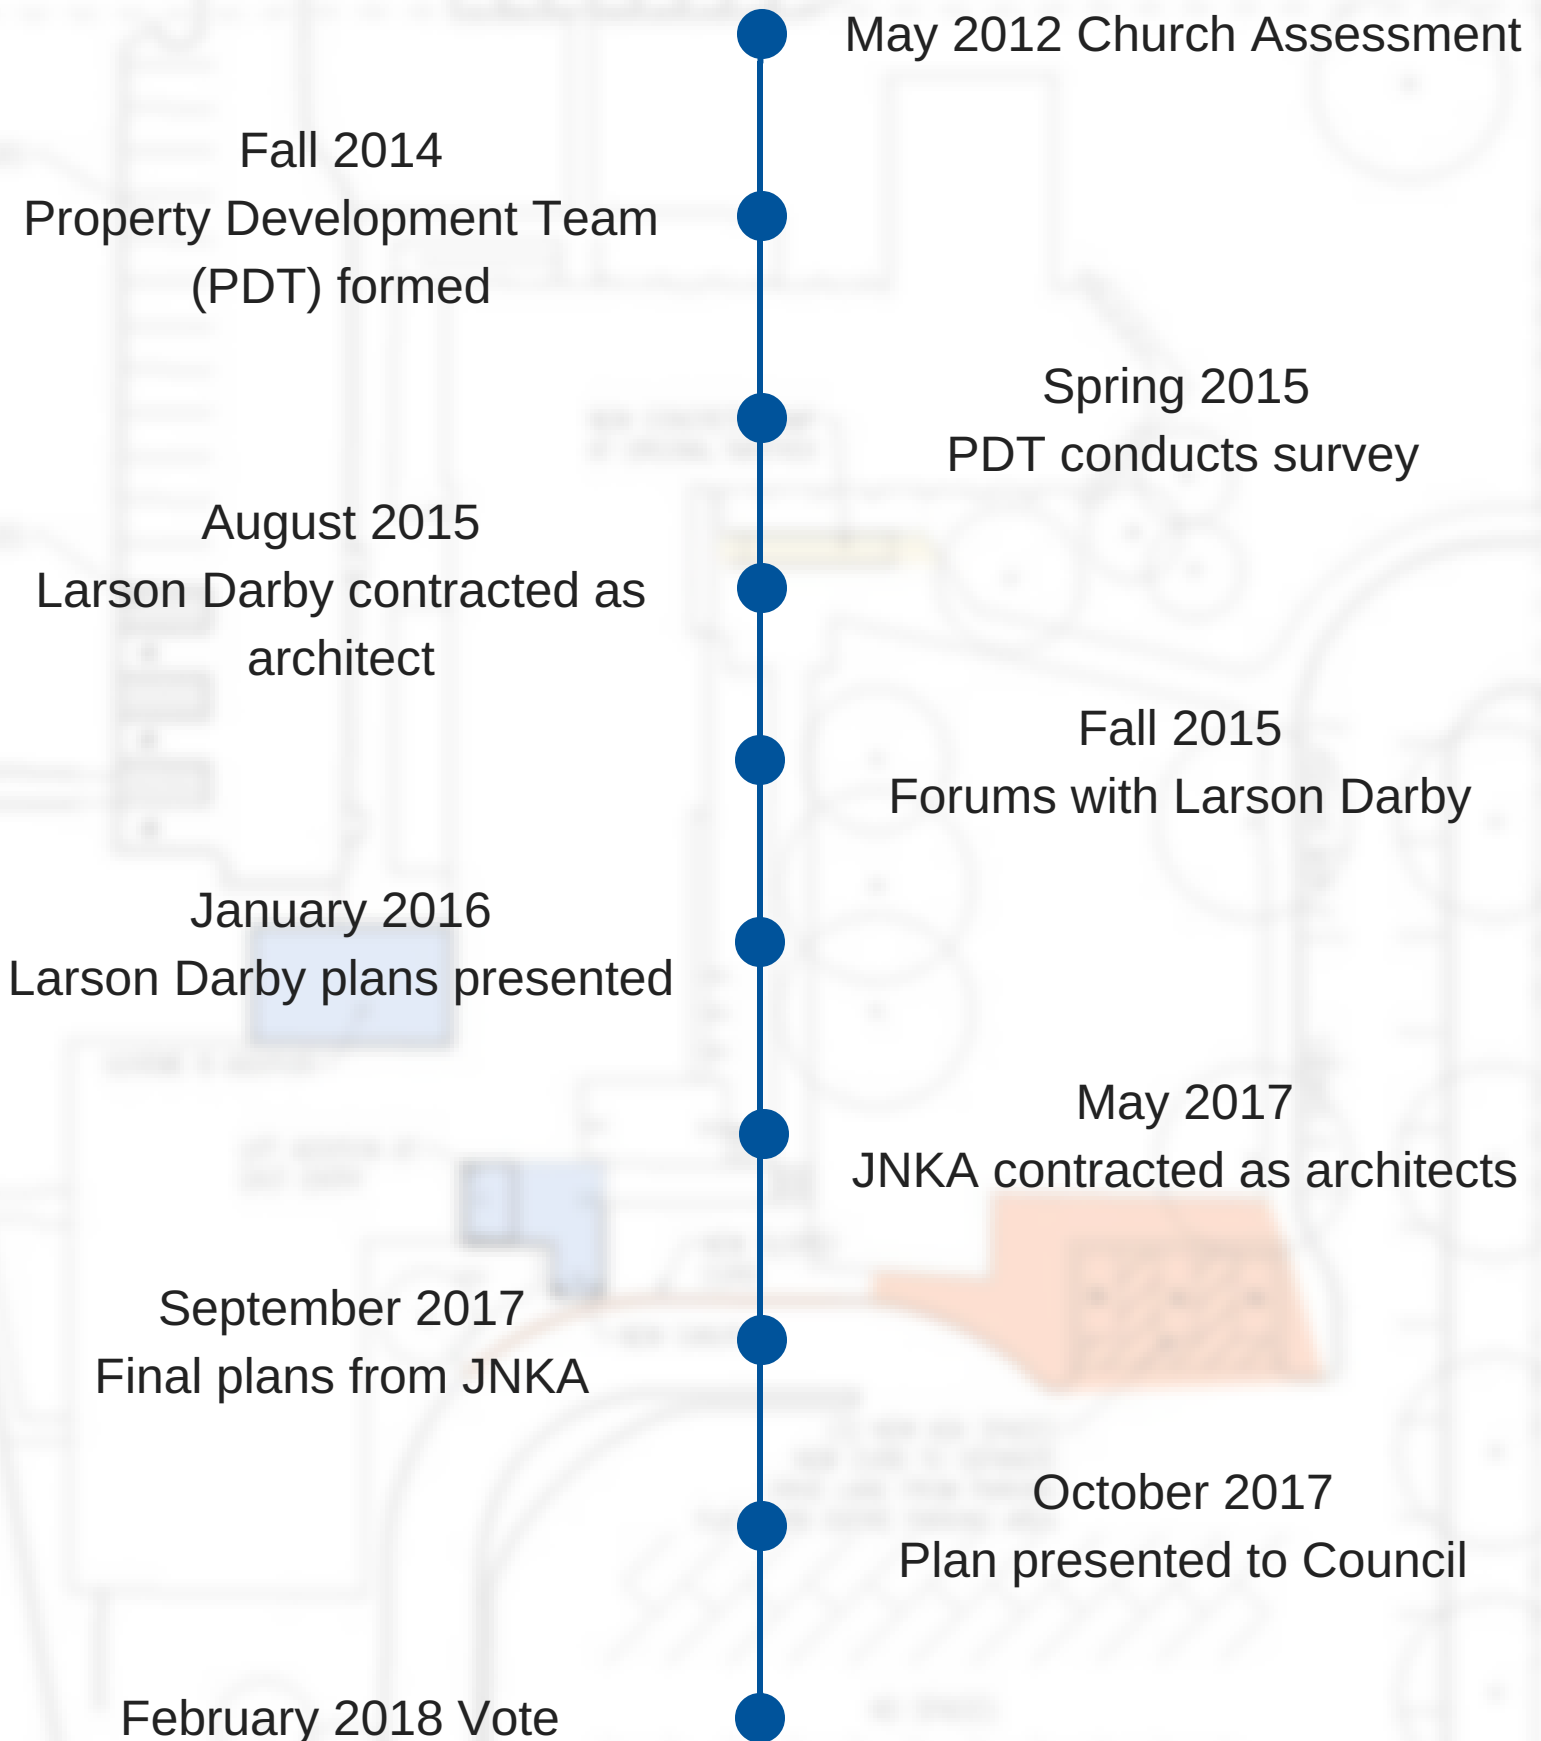 May 2012 Church Assessment
Fall 2014
Property Development Team
(PDT) formed
Spring 2015
PDT conducts survey
August 2015
Larson Darby contracted as
architect
Fall 2015
Forums with Larson Darby
January 2016
Larson Darby plans presented
May 2017
JNKA contracted as architects
September 2017
Final plans from JNKA
October 2017
Plan presented to Council
February 2018 Vote